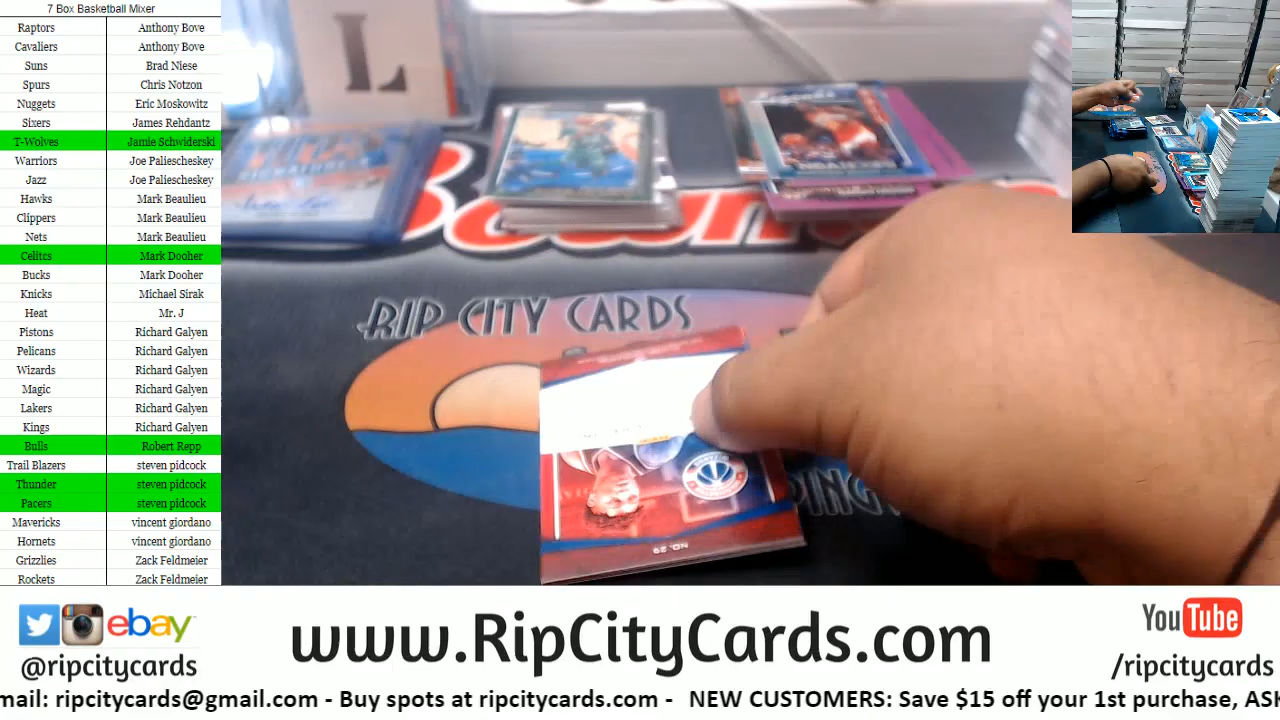 7 Box Basketball Mixer
Raptors Anthony Bove
Cavaliers Anthony Bove
Suns Brad Niese
Spurs Chris Notzon
Nuggets Eric Moskowitz
Sixers James Rehdantz
T-Wolves Jamie Schwiderski
Warriors Joe Paliescheskey
Jazz Joe Paliescheskey
Hawks Mark Beaulieu
Clippers Mark Beaulieu
Nets Mark Beaulieu
Celitcs Mark Dooher
Bucks Mark Dooher
Knicks Michael Sirak
Heat Mr. J
Pistons Richard Galyen
Pelicans Richard Galyen
Wizards Richard Galyen
Magic Richard Galyen
Lakers Richard Galyen
Kings Richard Galyen
Bulls Robert Repp
Trail Blazers steven pidcock
Thunder steven pidcock
Pacers steven pidcock
Mavericks vincent giordano
Hornets vincent giordano
Grizzlies Zack Feldmeier
Rockets Zack Feldmeier
L
RIP CITY CARDS
NO. 29
ebay
@ripcitycards
www.RipCityCards.com
YouTube
/ripcitycards
mail: ripcitycards@gmail.com - Buy spots at ripcitycards.com - NEW CUSTOMERS: Save $15 off your 1st purchase, ASK